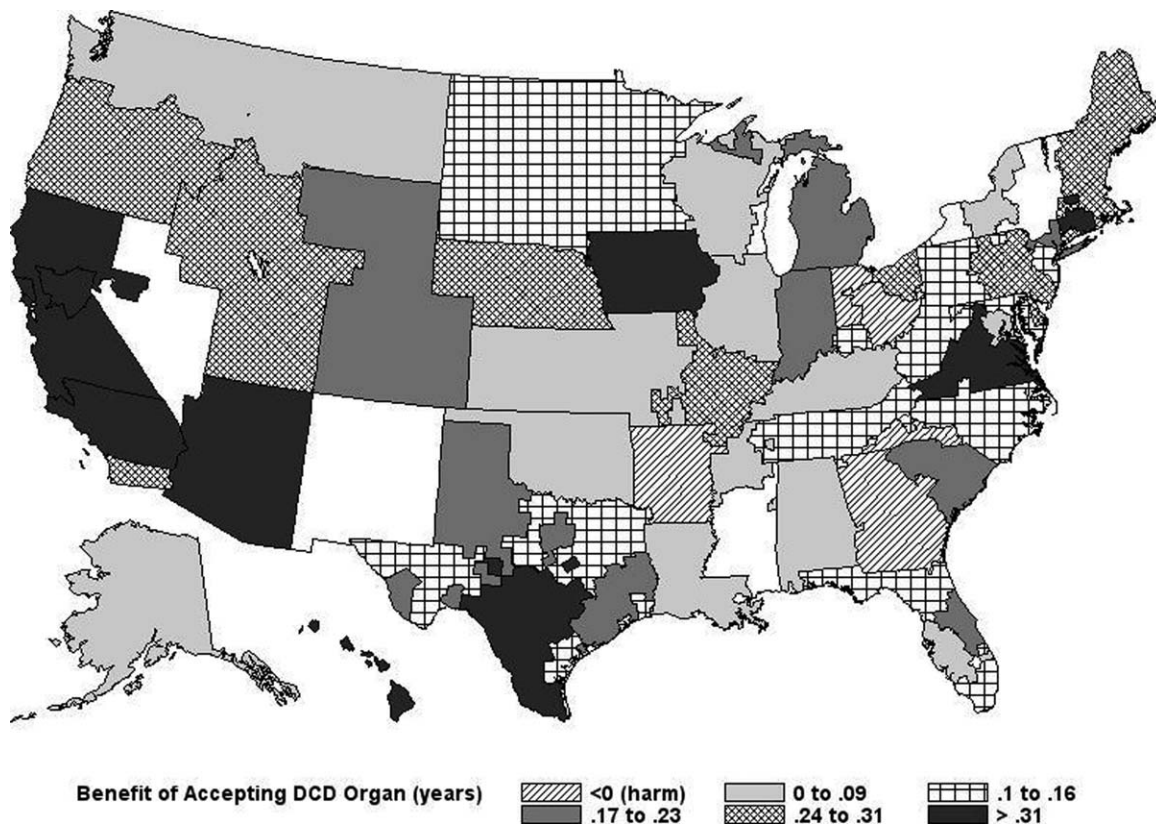 Benefit of Accepting DCD Organ (years) <0 (harm) 0 to .09 .1 to .16
.17 to .23 .24 to .31 > .31